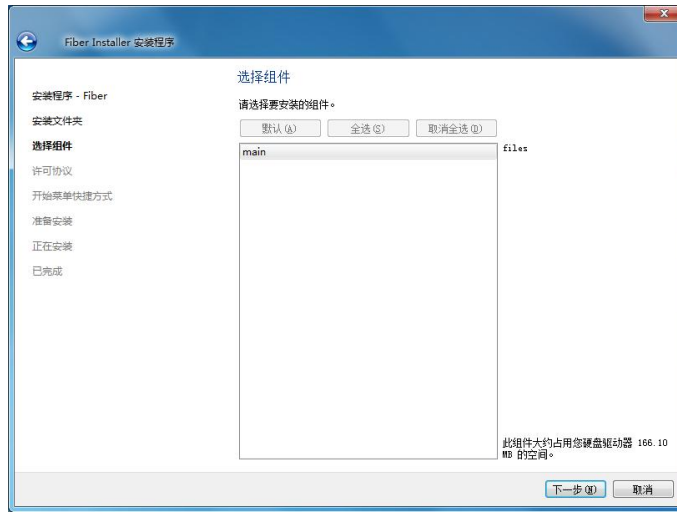 Fiber Installer 安装程序
安装程序 - Fiber
安装文件夹
选择组件
许可协议
开始菜单快捷方式
准备安装
正在安装
已完成
选择组件
请选择要安装的组件。
默认(A) 全选(S) 取消全选(D)
main
files
此组件大约占用您硬盘驱动器 166.10
MB 的空间。
下一步(N) 取消